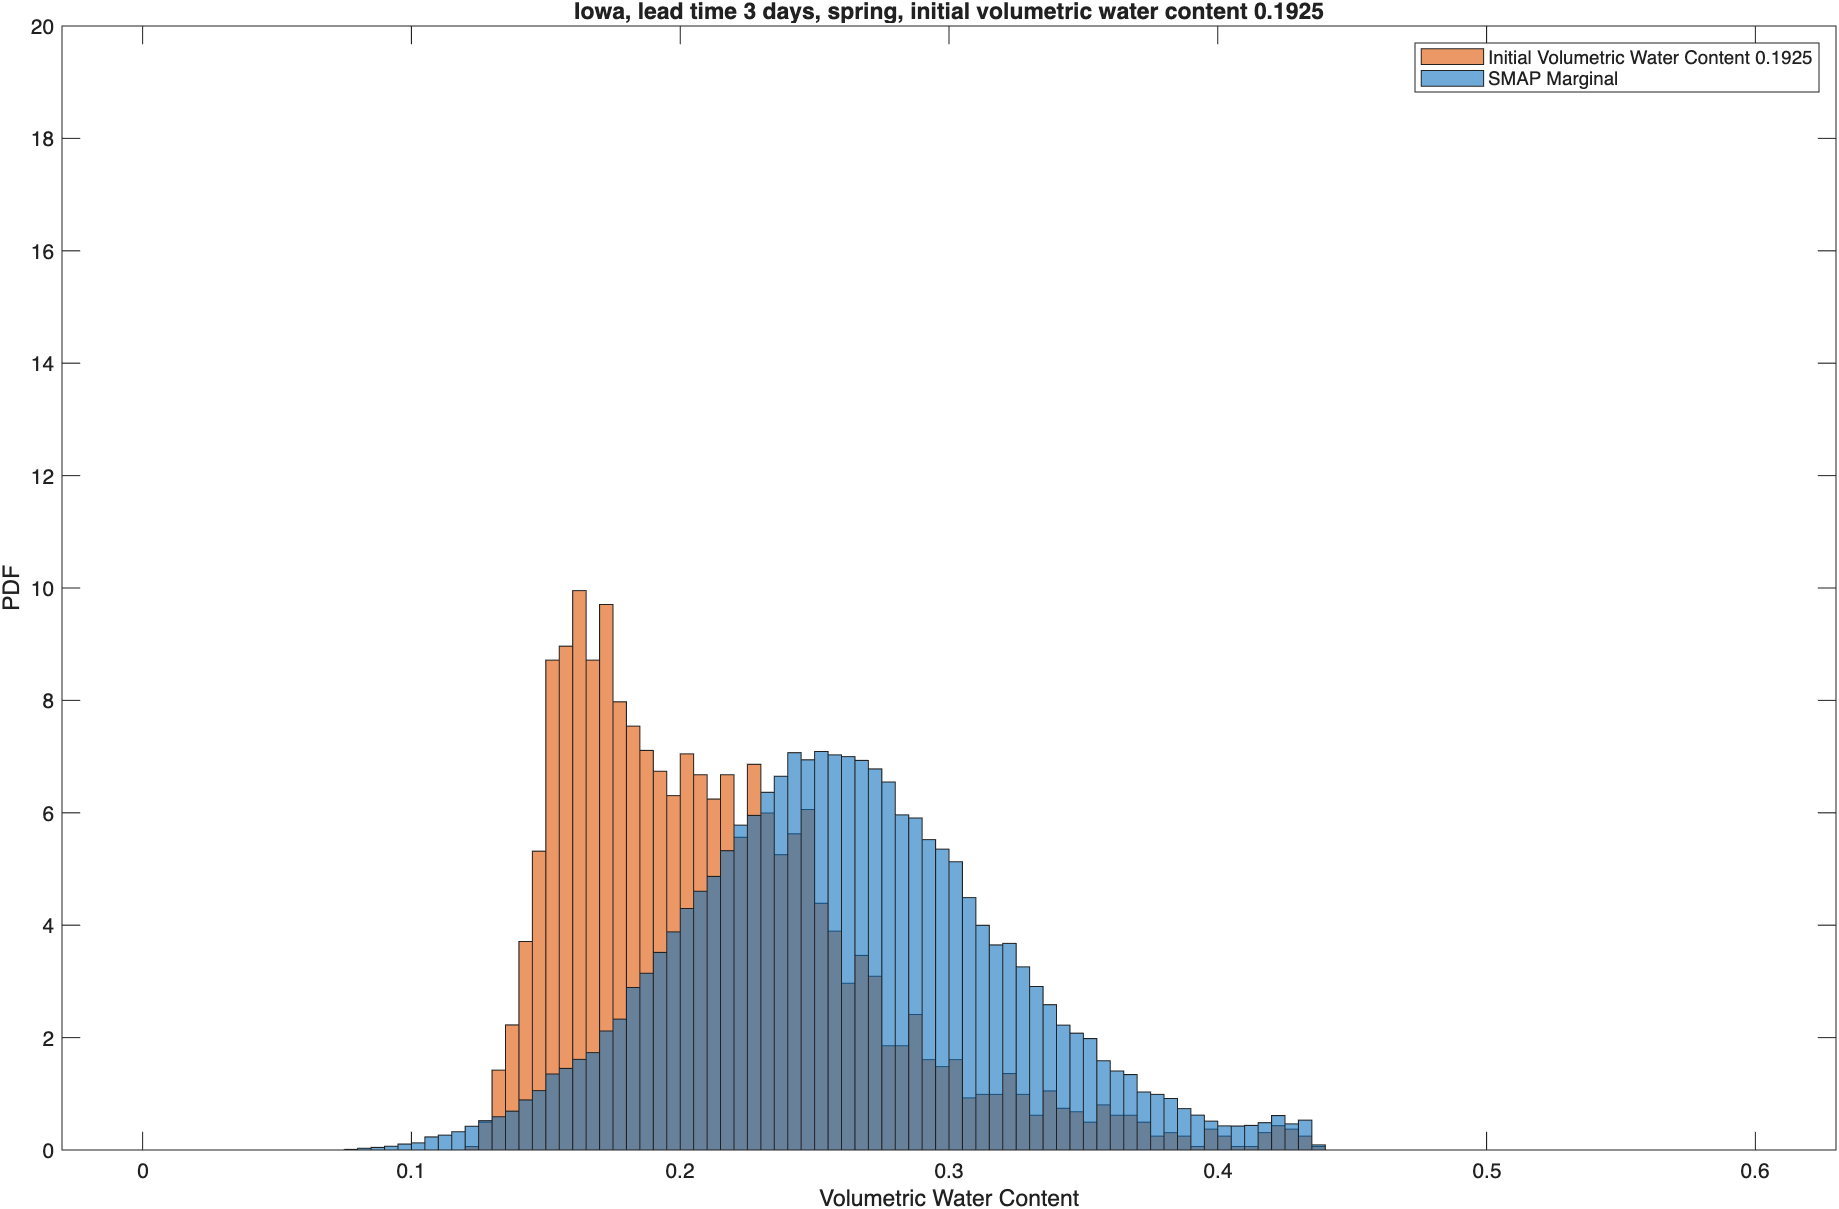 Iowa, lead time 3 days, spring, initial volumetric water content 0.1925
Initial Volumetric Water Content 0.1925
SMAP Marginal
20
18
16
14
12
10
8
6
4
2
0
PDF
0 0.1 0.2 0.3 0.4 0.5 0.6
Volumetric Water Content